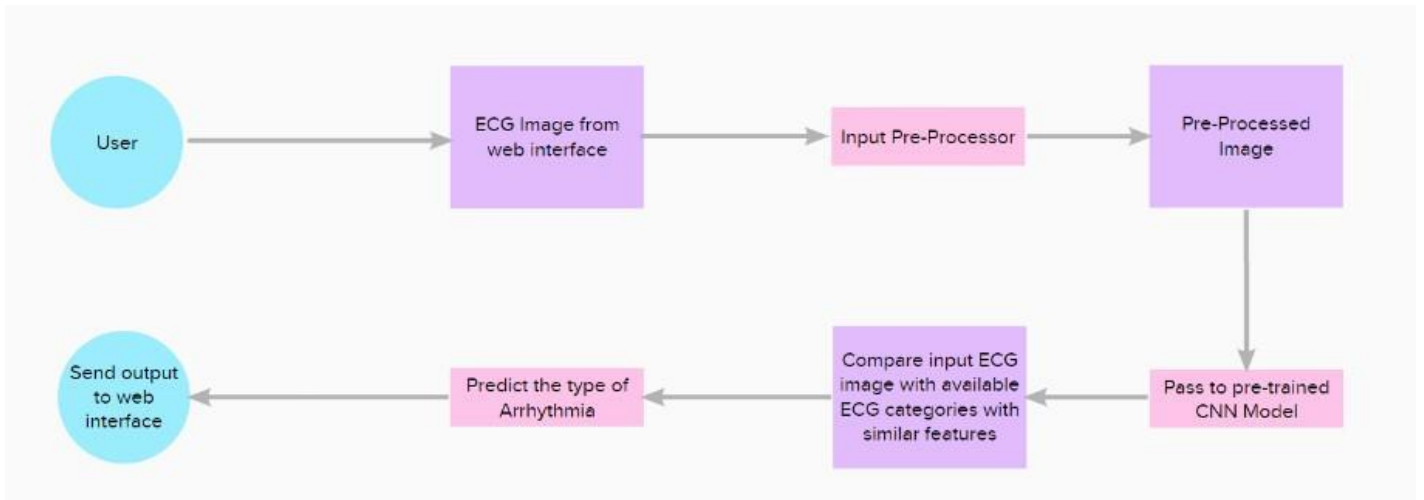 User
ECG Image from
web interface
Input Pre-Processor
Pre-Processed
Image
Send output
to web
interface
Predict the type of
Arrhythmia
Compare input ECG
image with available
ECG categories with
similar features
Pass to pre-trained
CNN Model